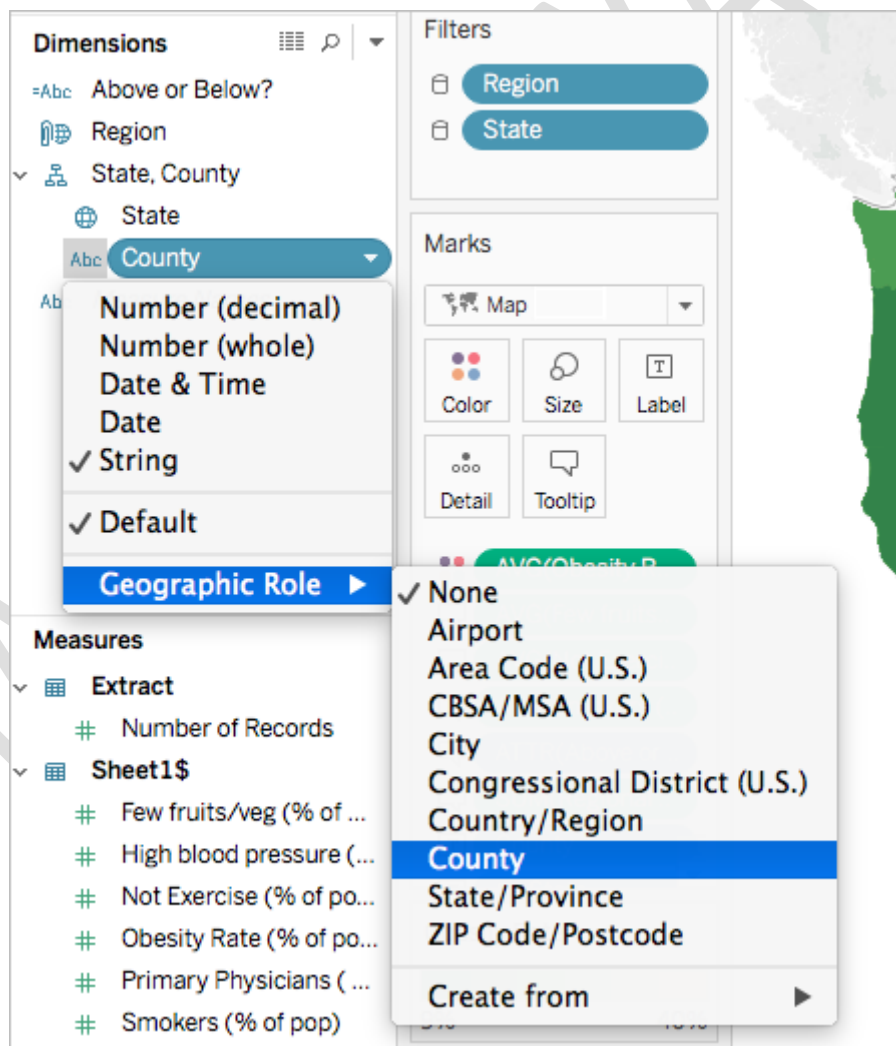 Dimensions
=Abc Above or Below?
Region
State, County
State
Abc County
Ab
Number (decimal)
Number (whole)
Date & Time
Date
✓ String
✓ Default
Geographic Role
Measures
Extract
# Number of Records
Sheet1$
# Few fruits/veg (% of ...
# High blood pressure (...
# Not Exercise (% of po...
# Obesity Rate (% of po...
# Primary Physicians ( ...
# Smokers (% of pop)
Filters
Region
State
Marks
Map
Color Size Label
Detail Tooltip
✓ None
Airport
Area Code (U.S.)
CBSA/MSA (U.S.)
City
Congressional District (U.S.)
Country/Region
County
State/Province
ZIP Code/Postcode
Create from